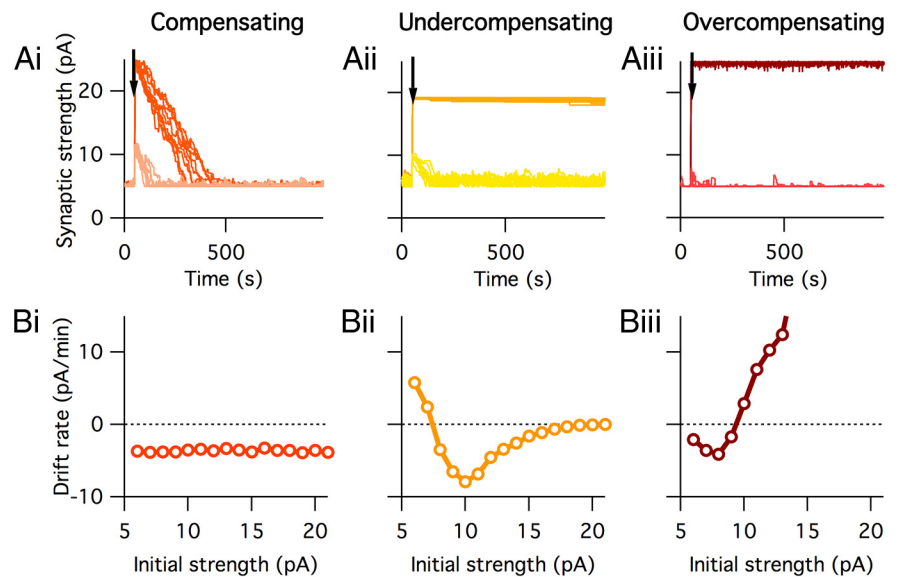 Compensating
Undercompensating
Overcompensating
Ai
Aii
Aiii
Synaptic strength (pA)
20
10
0
0
500
0
500
0
500
Time (s)
Time (s)
Time (s)
Bi
Bii
Biii
Drift rate (pA/min)
10
0
-10
5
10
15
20
5
10
15
20
5
10
15
20
Initial strength (pA)
Initial strength (pA)
Initial strength (pA)